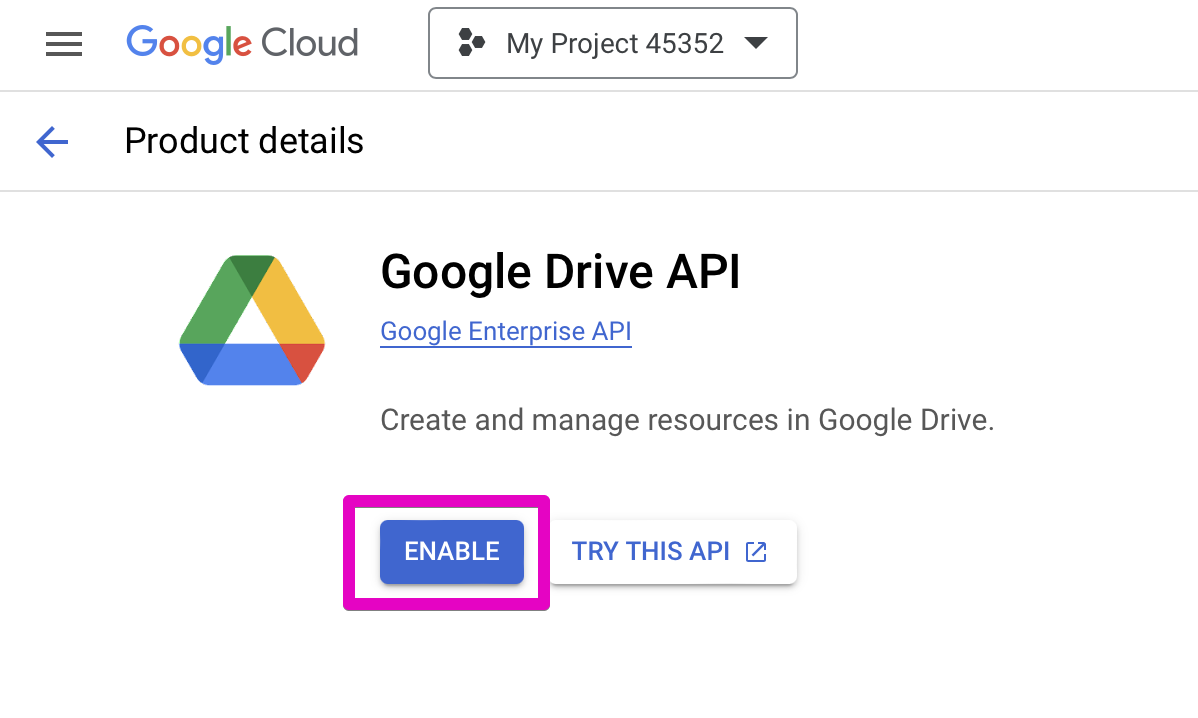 Google Cloud
My Project 45352
Product details
Google Drive API
Google Enterprise API
Create and manage resources in Google Drive.
ENABLE
TRY THIS API